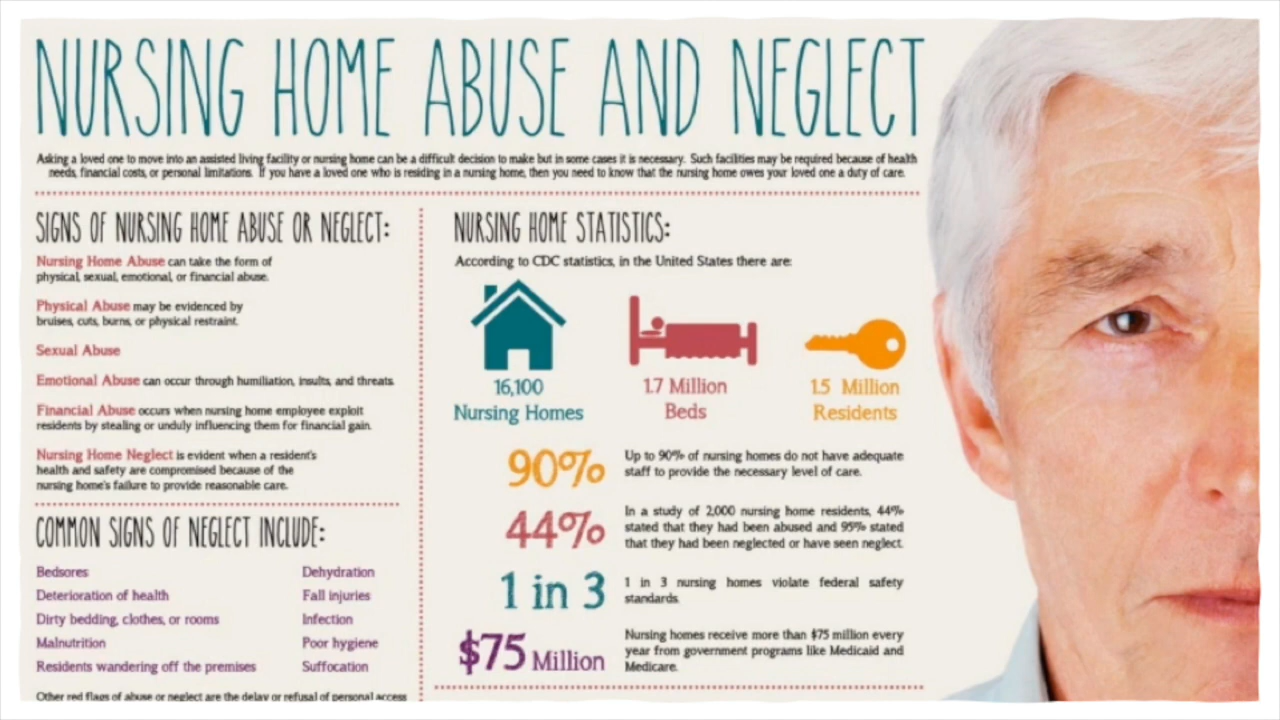 NURSING HOME ABUSE AND NEGLECT
Asking a loved one to move into an assisted living facility or nursing home can be a difficult decision to make but in some cases it is necessary. Such facilities may be required because of health
needs, financial costs, or personal limitations. If you have a loved one who is residing in a nursing home, then you need to know that the nursing home owes your loved one a duty of care.
SIGNS OF NURSING HOME ABUSE OR NEGLECT:
Nursing Home Abuse can take the form of
physical, sexual, emotional, or financial abuse.
Physical Abuse may be evidenced by
bruises, cuts, burns, or physical restraint.
Sexual Abuse
Emotional Abuse can occur through humiliation, insults, and threats.
Financial Abuse occurs when nursing home employee exploit
residents by stealing or unduly influencing them for financial gain.
Nursing Home Neglect is evident when a resident's
health and safety are compromised because of the
nursing home's failure to provide reasonable care.
COMMON SIGNS OF NEGLECT INCLUDE:
Bedsores
Deterioration of health
Dirty bedding, clothes, or rooms
Malnutrition
Residents wandering off the premises
Dehydration
Fall injuries
Infection
Poor hygiene
Suffocation
Other red flags of abuse or neglect are the delay or refusal of personal access
NURSING HOME STATISTICS:
According to CDC statistics, in the United States there are:
16,100
Nursing Homes
1.7 Million
Beds
1.5 Million
Residents
90%
Up to 90% of nursing homes do not have adequate
staff to provide the necessary level of care.
44%
In a study of 2,000 nursing home residents, 44%
stated that they had been abused and 95% stated
that they had been neglected or have seen neglect.
1 in 3
1 in 3 nursing homes violate federal safety
standards.
$75 Million
Nursing homes receive more than $75 million every
year from government programs like Medicaid and
Medicare.